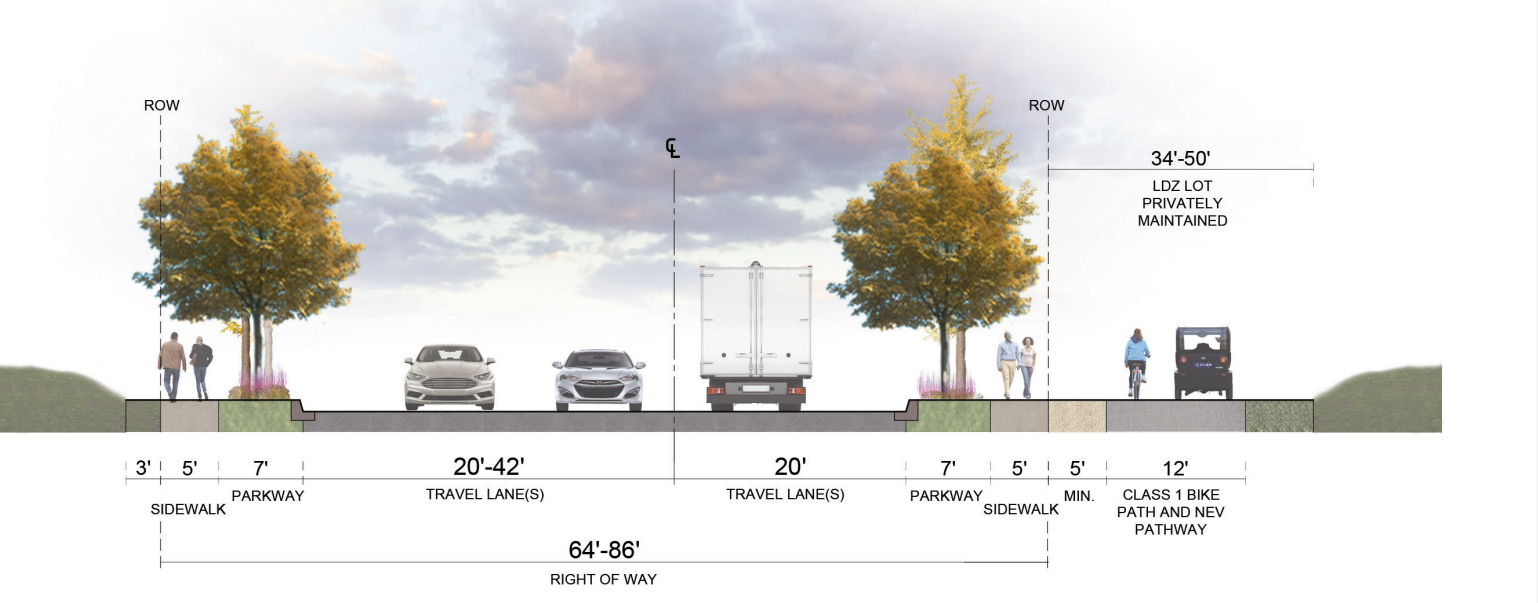 ROW
ROW
℄
34'-50'
LDZ LOT
PRIVATELY
MAINTAINED
3'
5'
7'
20'-42'
20'
7'
5'
5'
12'
SIDEWALK
PARKWAY
TRAVEL LANE(S)
TRAVEL LANE(S)
PARKWAY
SIDEWALK
MIN.
CLASS 1 BIKE
PATH AND NEV
PATHWAY
64'-86'
RIGHT OF WAY